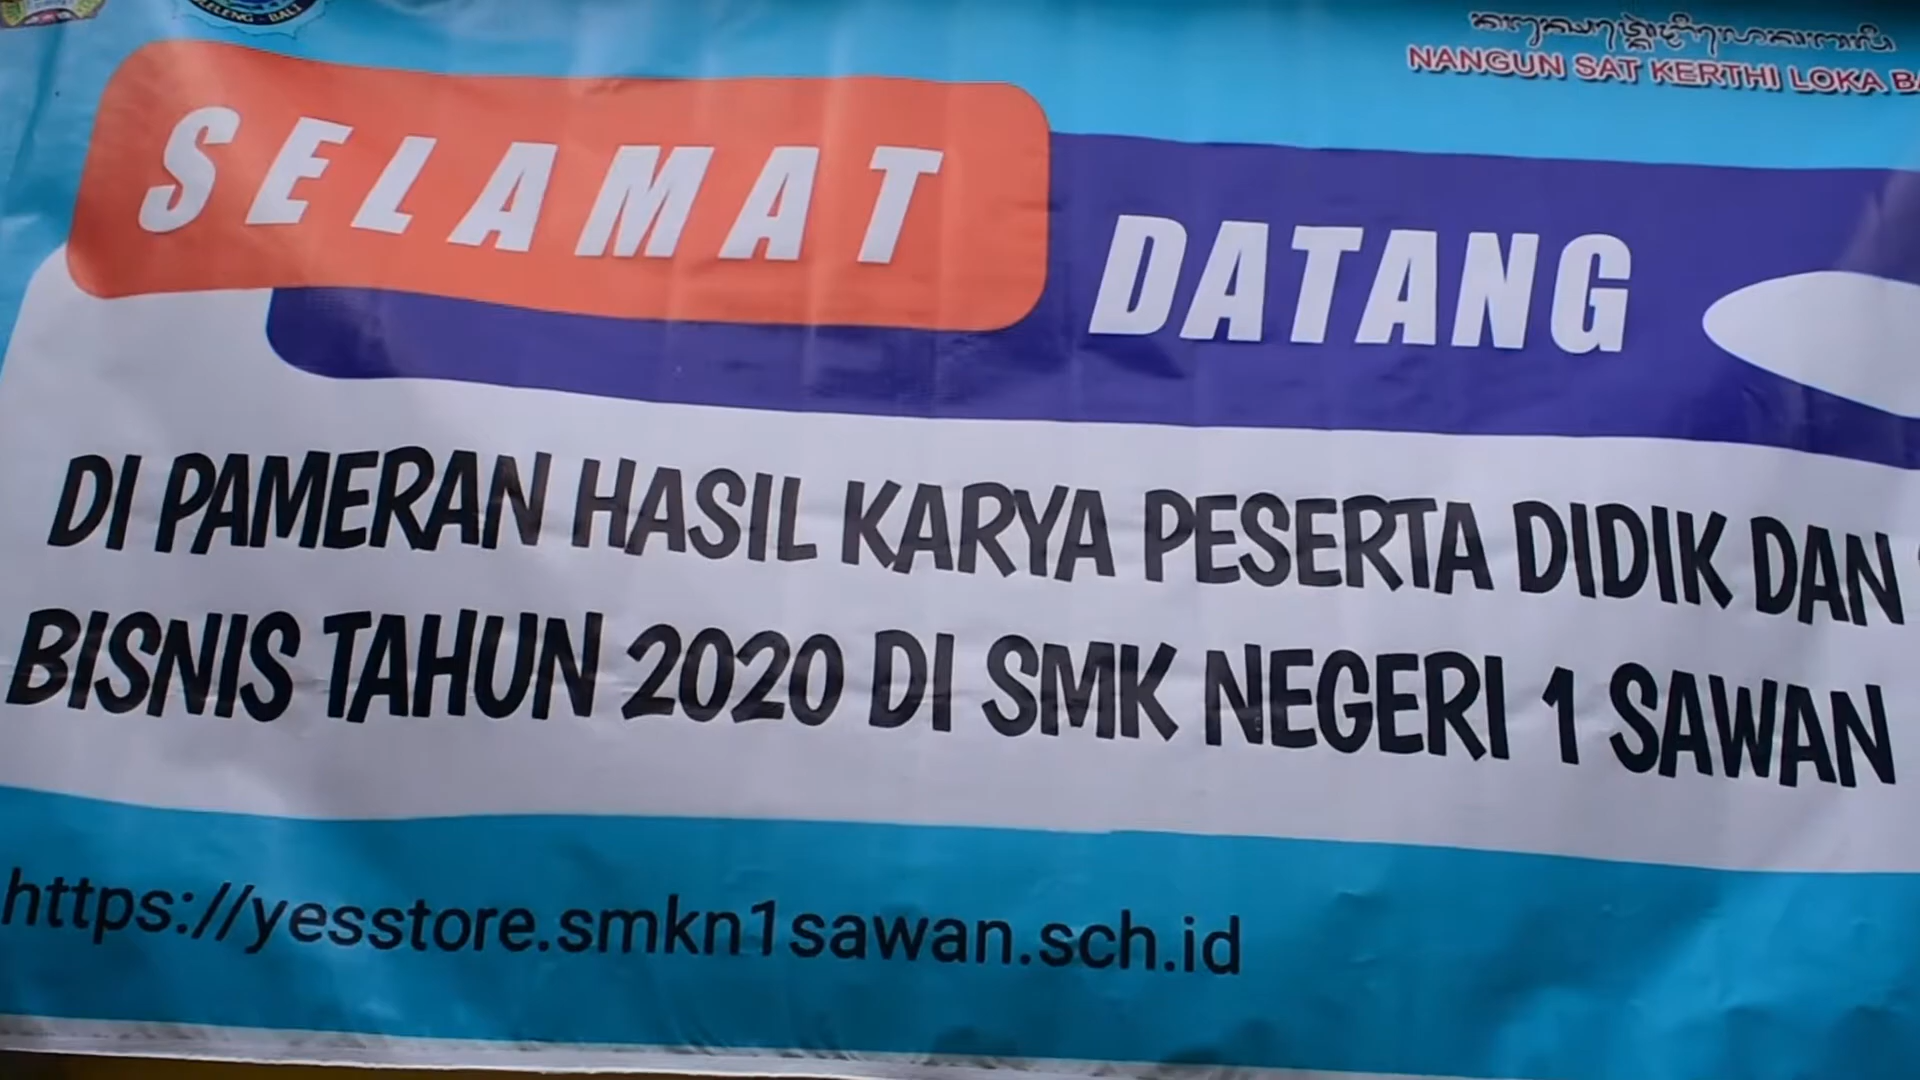 BALI
NANGUN SAT KERTHI LOKA
SELAMAT
DATANG
DI PAMERAN HASIL KARYA PESERTA DIDIK DAN
BISNIS TAHUN 2020 DI SMK NEGERI 1 SAWAN
https://yesstore.smkn1sawan.sch.id